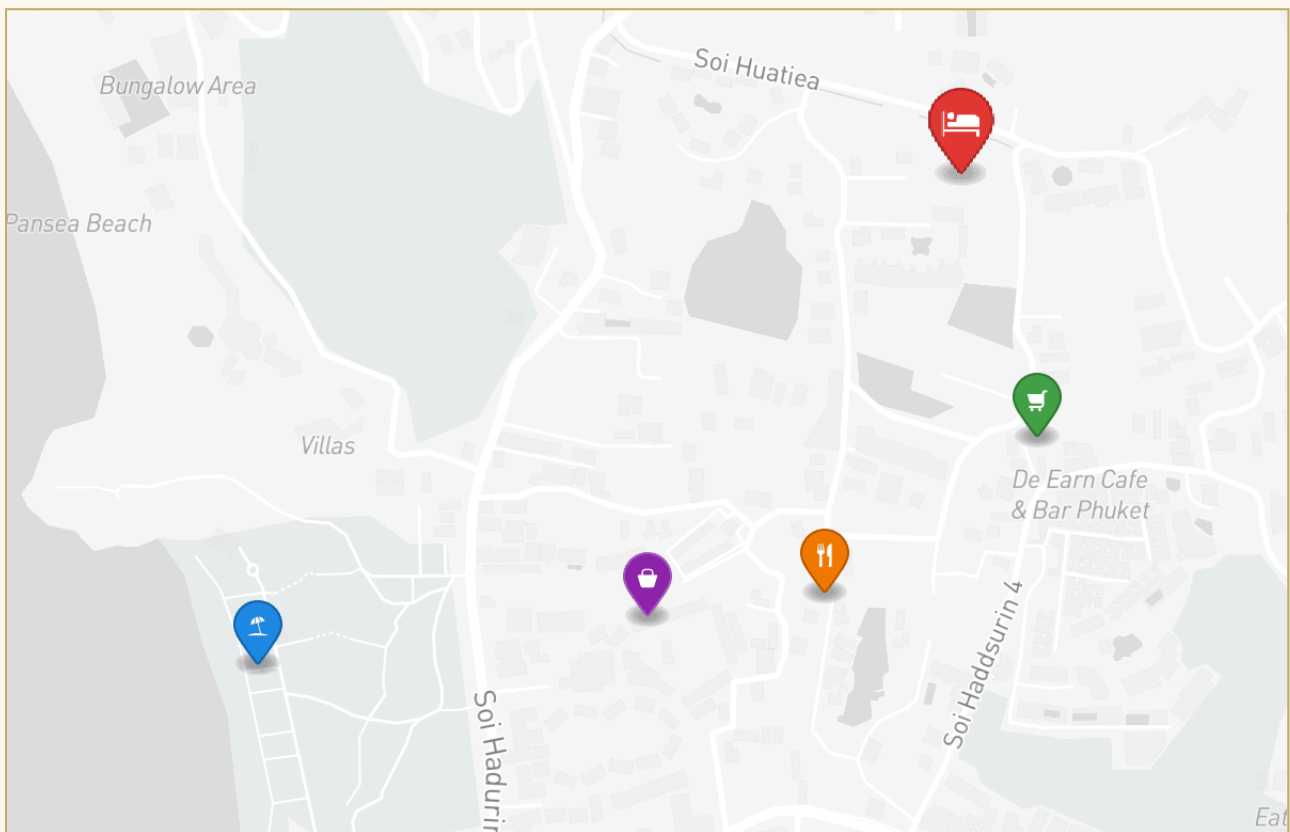 Soi Huatiea
Bungalow Area
Pansea Beach
Villas
De Earn Cafe
& Bar Phuket
Soi Haddsurin 4
Soi Hadurin
Eat